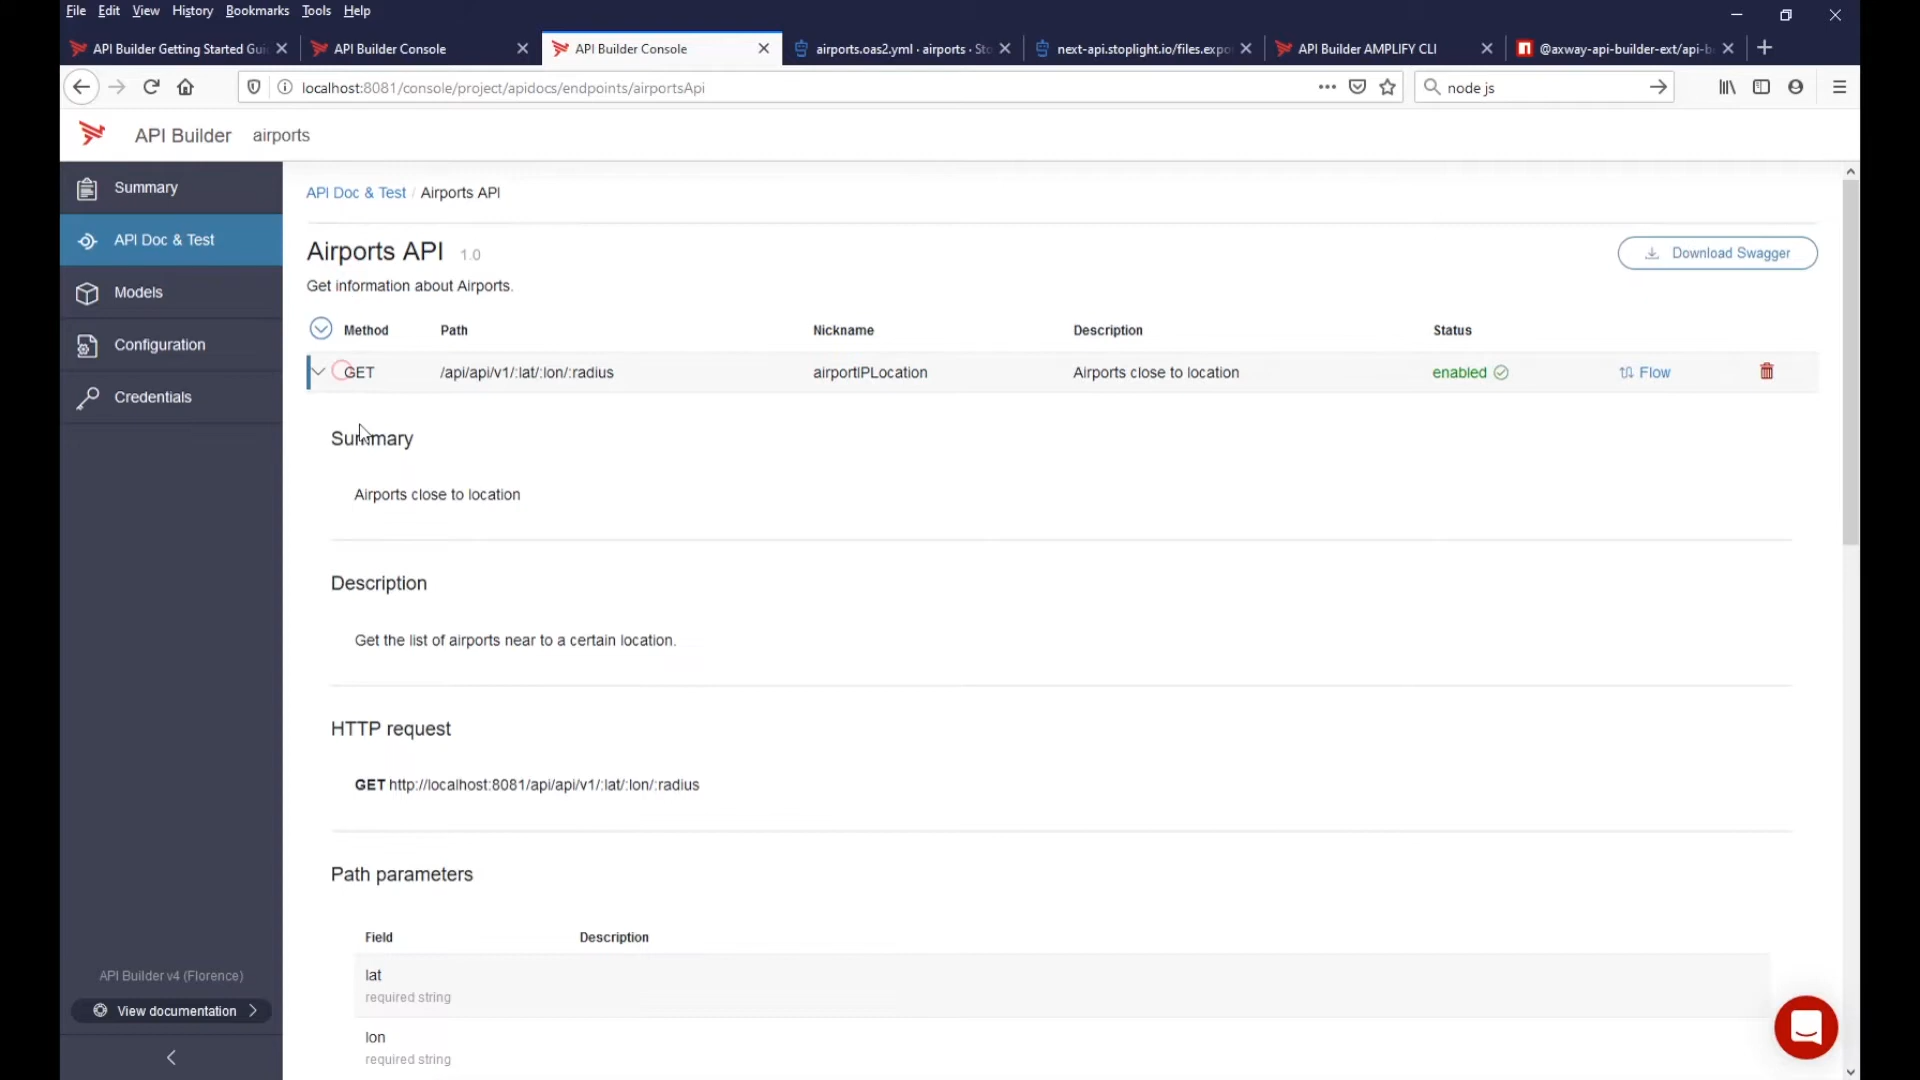 File Edit View History Bookmarks Tools Help
API Builder Getting Started Gui
API Builder Console
API Builder Console
airports.oas2.yml · airports · Sto
next-api.stoplight.io/files.expo
API Builder AMPLIFY CLI
@axway-api-builder-ext/api-b
localhost:8081/console/project/apidocs/endpoints/airportsApi
node js
API Builder airports
Summary
API Doc & Test
Models
Configuration
Credentials
API Builder v4 (Florence)
View documentation
API Doc & Test / Airports API
Airports API 1.0
Download Swagger
Get information about Airports.
Method Path Nickname Description Status
GET /api/api/v1/:lat/:lon/:radius airportIPLocation Airports close to location enabled Flow
Summary
Airports close to location
Description
Get the list of airports near to a certain location.
HTTP request
GET http://localhost:8081/api/api/v1/:lat/:lon/:radius
Path parameters
Field Description
lat
required string
lon
required string